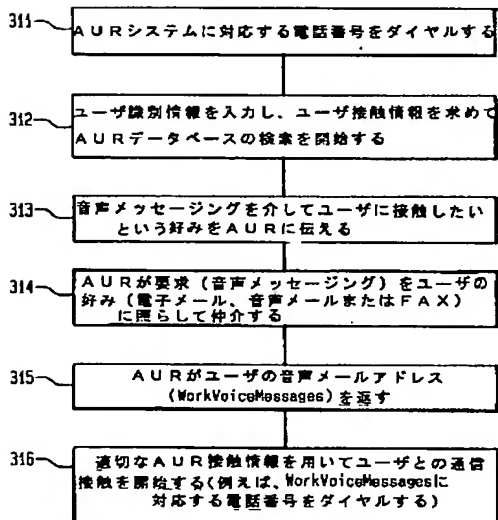 311
AURシステムに対応する電話番号をダイヤルする
312
ユーザ識別情報を入力し、ユーザ接触情報を求めて
AURデータベースの検索を開始する
313
音声メッセージングを介してユーザに接触したい
という好みをAURに伝える
314
AURが要求(音声メッセージング)をユーザの
好み(電子メール、音声メールまたはFAX)
に照らして仲介する
315
AURがユーザの音声メールアドレス
(WorkVoiceMessages)を返す
316
適切なAUR接触情報を用いてユーザとの通信
接触を開始する(例えば、WorkVoiceMessagesに
対応する電話番号をダイヤルする)